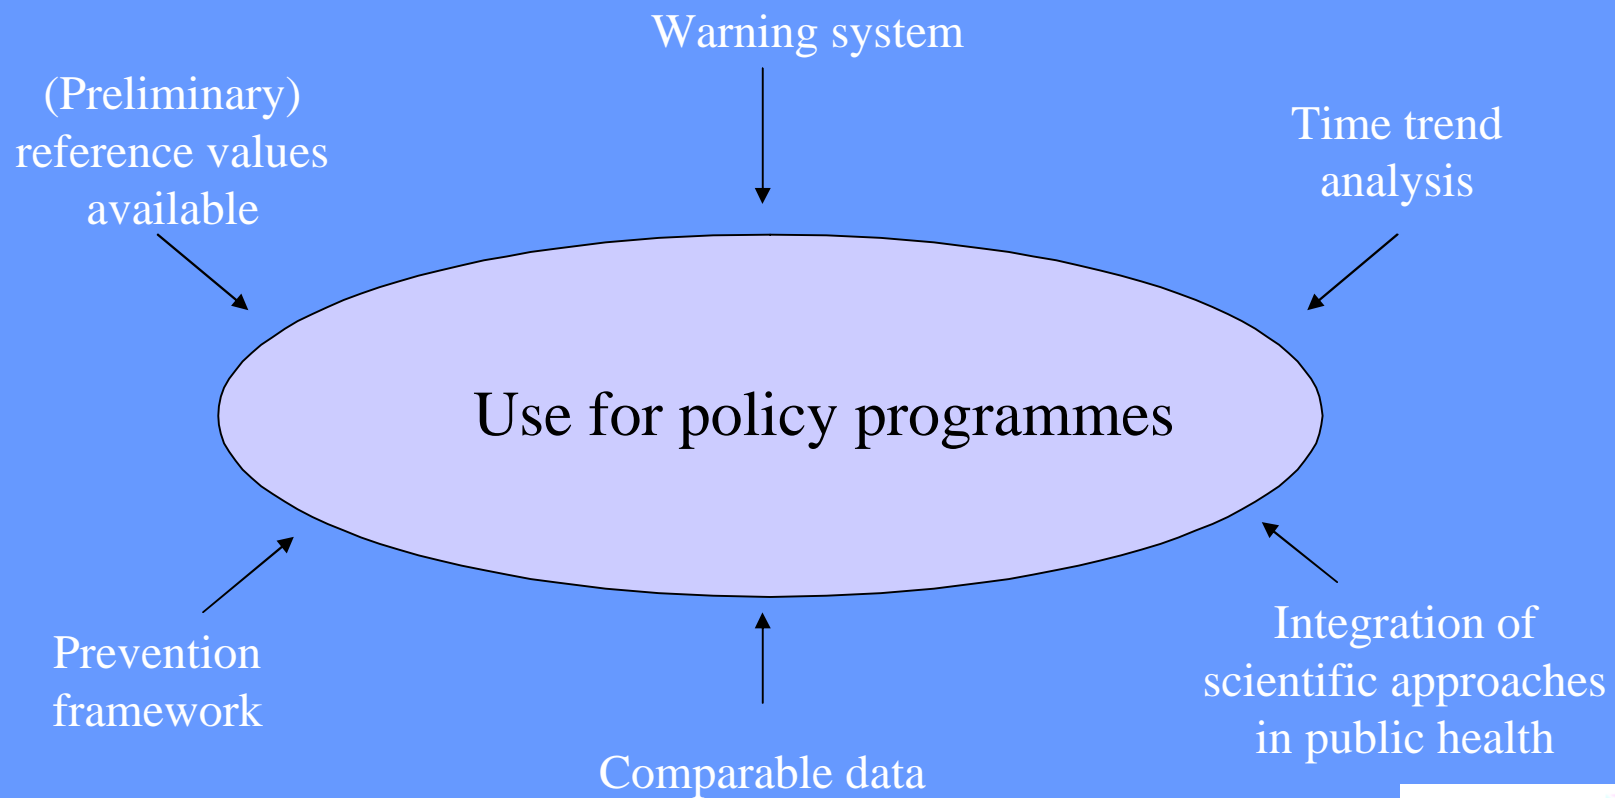 Warning system
(Preliminary)
reference values
available
Time trend
analysis
Use for policy programmes
Prevention
framework
Integration of
scientific approaches
in public health
Comparable data